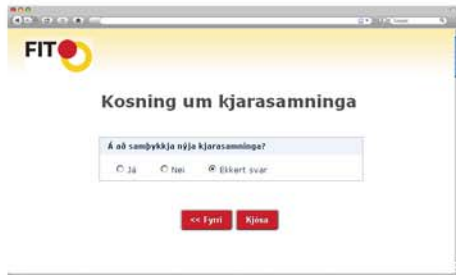 FIT
Kosning um kjarasamninga
Á að samþykkja nýja kjarasamninga?
Já Nei Ekkert svar
<< Fyrri Kjósa